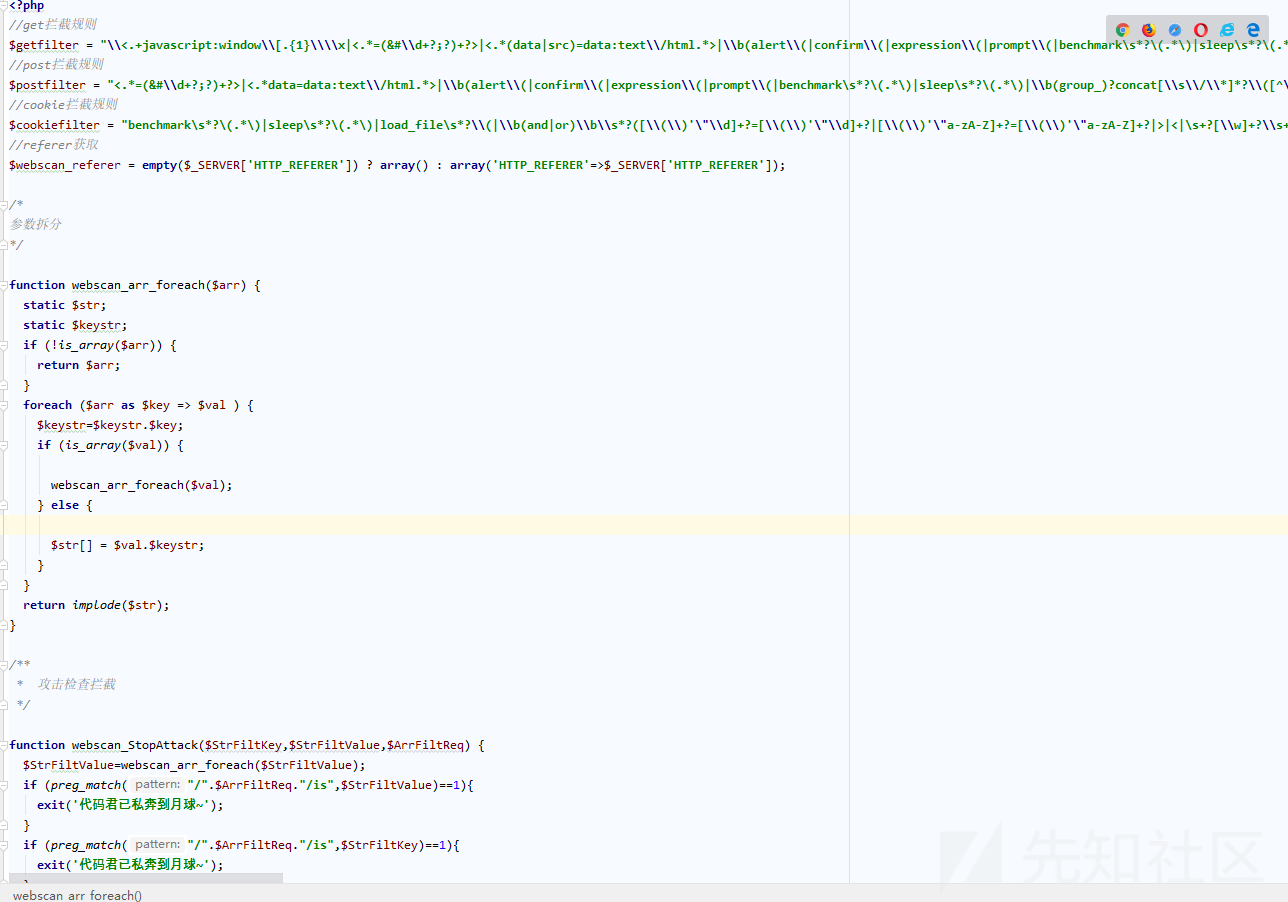 <?php
//get拦截规则
$getfilter = "\\<.+javascript:window\\[.{1}\\\\x|<.*=(&#\\d+?;?)+?>|<.*(data|src)=data:text\\/html.*>|\\b(alert\\(|confirm\\(|expression\\(|prompt\\(|benchmark\s*?\(.*\)|sleep\s*?\(.*
//post拦截规则
$postfilter = "<.*=(&#\\d+?;?)+?>|<.*data=data:text\\/html.*>|\\b(alert\\(|confirm\\(|expression\\(|prompt\\(|benchmark\s*?\(.*\)|sleep\s*?\(.*\)|\\b(group_)?concat[\\s\\/\\*]*?\\([^\
//cookie拦截规则
$cookiefilter = "benchmark\s*?\(.*\)|sleep\s*?\(.*\)|load_file\s*?\\(|\\b(and|or)\\b\\s*?([\\(\\)'\"\\d]+?=[\\(\\)'\"\\d]+?|[\\(\\)'\"a-zA-Z]+?=[\\(\\)'\"a-zA-Z]+?|>|<|\s+?[\\w]+?\\s+
//referer获取
$webscan_referer = empty($_SERVER['HTTP_REFERER']) ? array() : array('HTTP_REFERER'=>$_SERVER['HTTP_REFERER']);
/*
参数拆分
*/
function webscan_arr_foreach($arr) {
static $str;
static $keystr;
if (!is_array($arr)) {
return $arr;
}
foreach ($arr as $key => $val ) {
$keystr=$keystr.$key;
if (is_array($val)) {
webscan_arr_foreach($val);
} else {
$str[] = $val.$keystr;
}
}
return implode($str);
}
/**
* 攻击检查拦截
*/
function webscan_StopAttack($StrFiltKey,$StrFiltValue,$ArrFiltReq) {
$StrFiltValue=webscan_arr_foreach($StrFiltValue);
if (preg_match( pattern: "/".$ArrFiltReq."/is",$StrFiltValue)==1){
exit('代码君已私奔到月球~');
}
if (preg_match( pattern: "/".$ArrFiltReq."/is",$StrFiltKey)==1){
exit('代码君已私奔到月球~');
先知社区
webscan_arr_foreach()